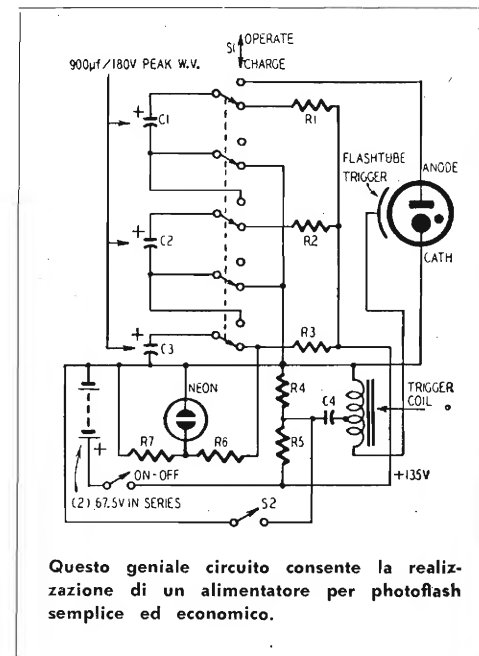 S1 OPERATE
CHARGE
900µf/180V PEAK W.V.
+ C1
R1
FLASHTUBE
TRIGGER
ANODE
+ C2
R2
CATH
+ C3
R3
NEON
R4
C4
TRIGGER
COIL
R7
R6
R5
+
ON-OFF
+135V
(2) 67.5V IN SERIES
S2
Questo geniale circuito consente la realiz-
zazione di un alimentatore per photoflash
semplice ed economico.